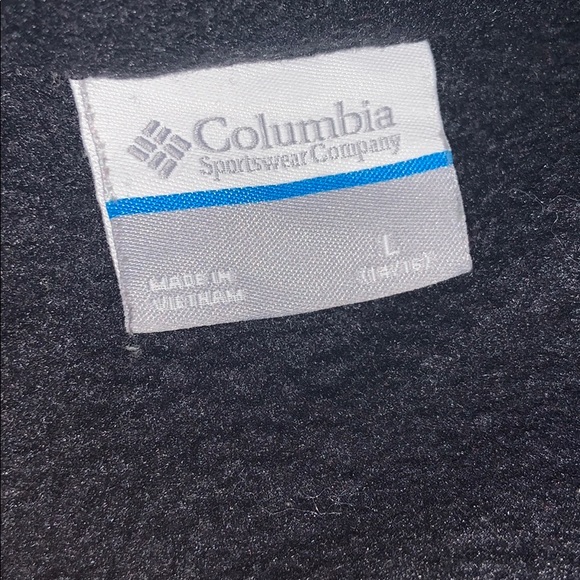 Columbia
Sportswear Company
L
(14/16)
MADE IN
VIETNAM